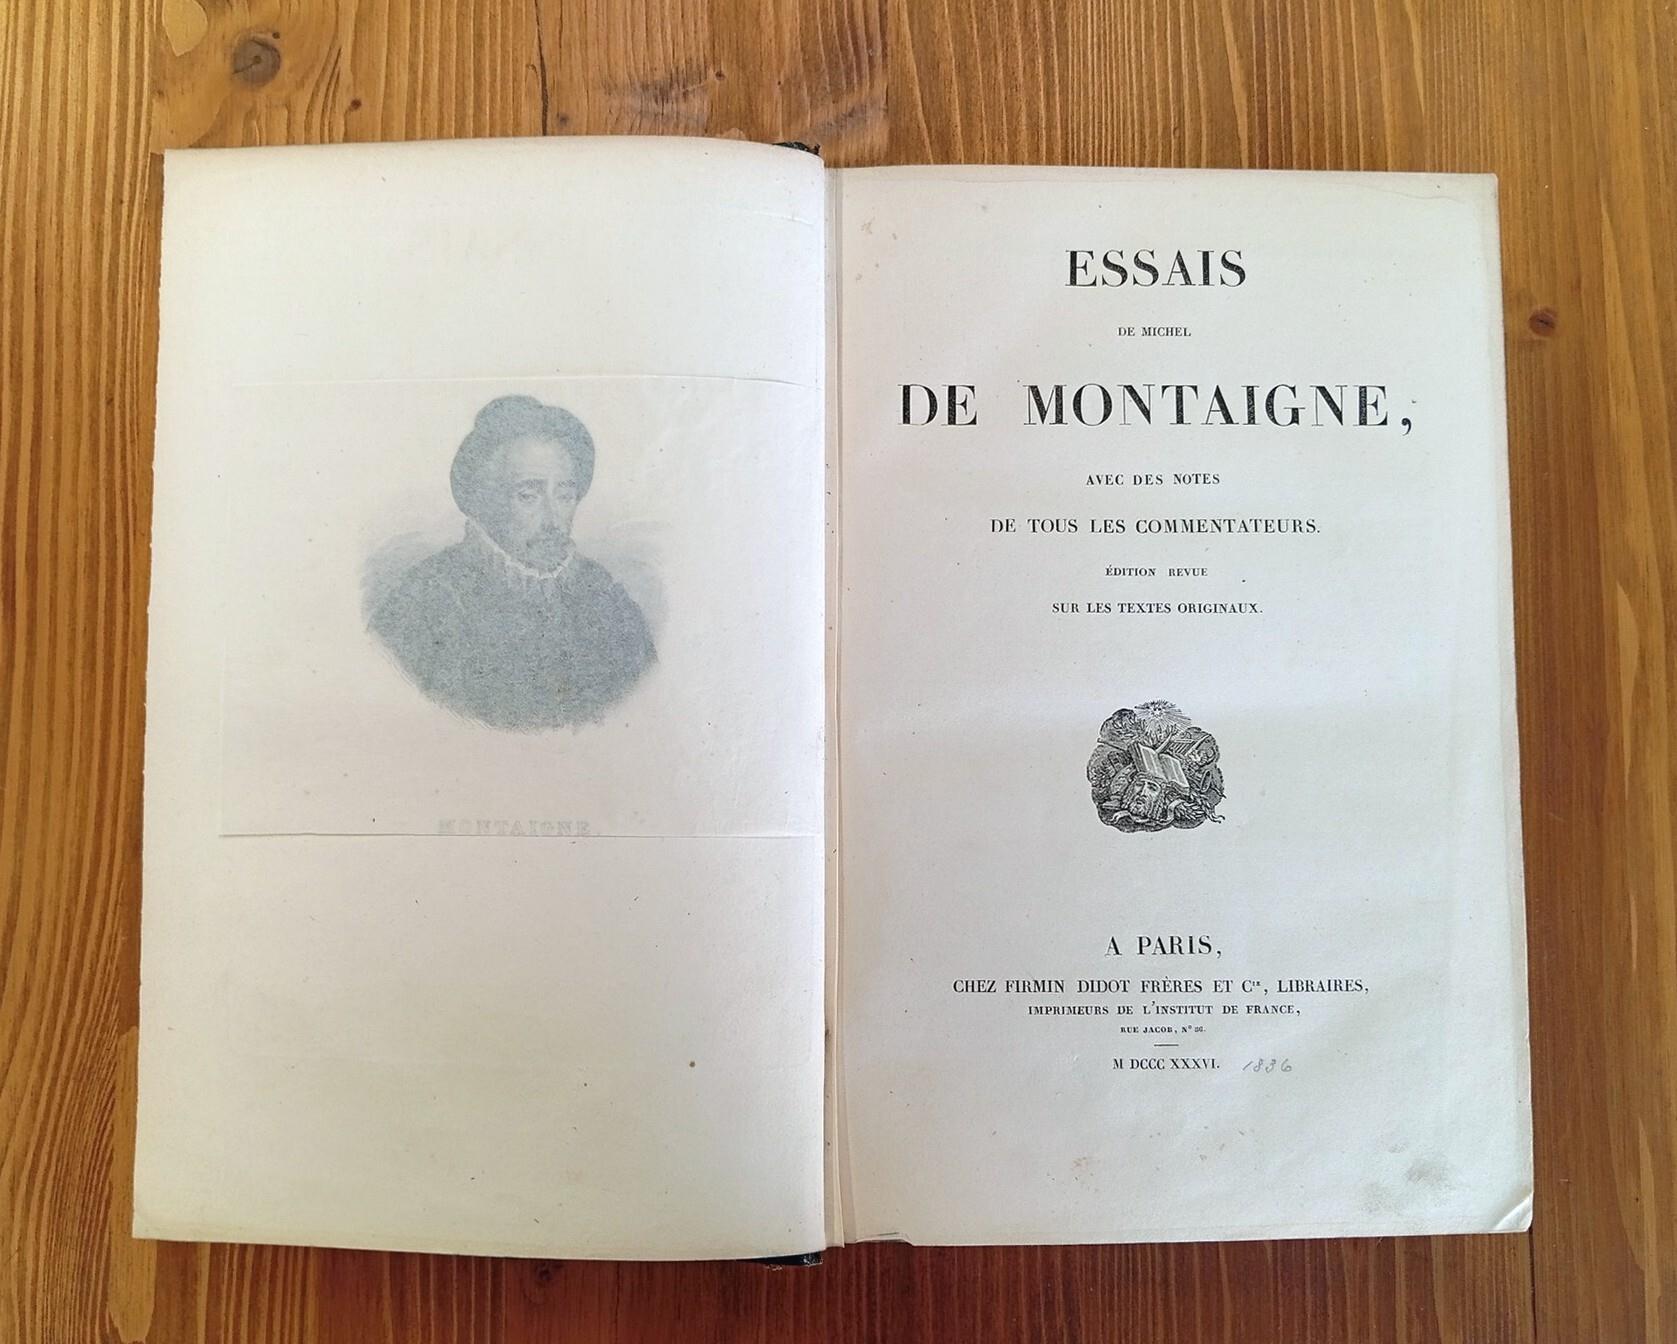 MONTAIGNE.
ESSAIS
DE MICHEL
DE MONTAIGNE,
AVEC DES NOTES
DE TOUS LES COMMENTATEURS.
ÉDITION REVUE
SUR LES TEXTES ORIGINAUX.
A PARIS,
CHEZ FIRMIN DIDOT FRÈRES ET Cie, LIBRAIRES,
IMPRIMEURS DE L'INSTITUT DE FRANCE,
RUE JACOB, N°
M DCCC XXXVI. 1836